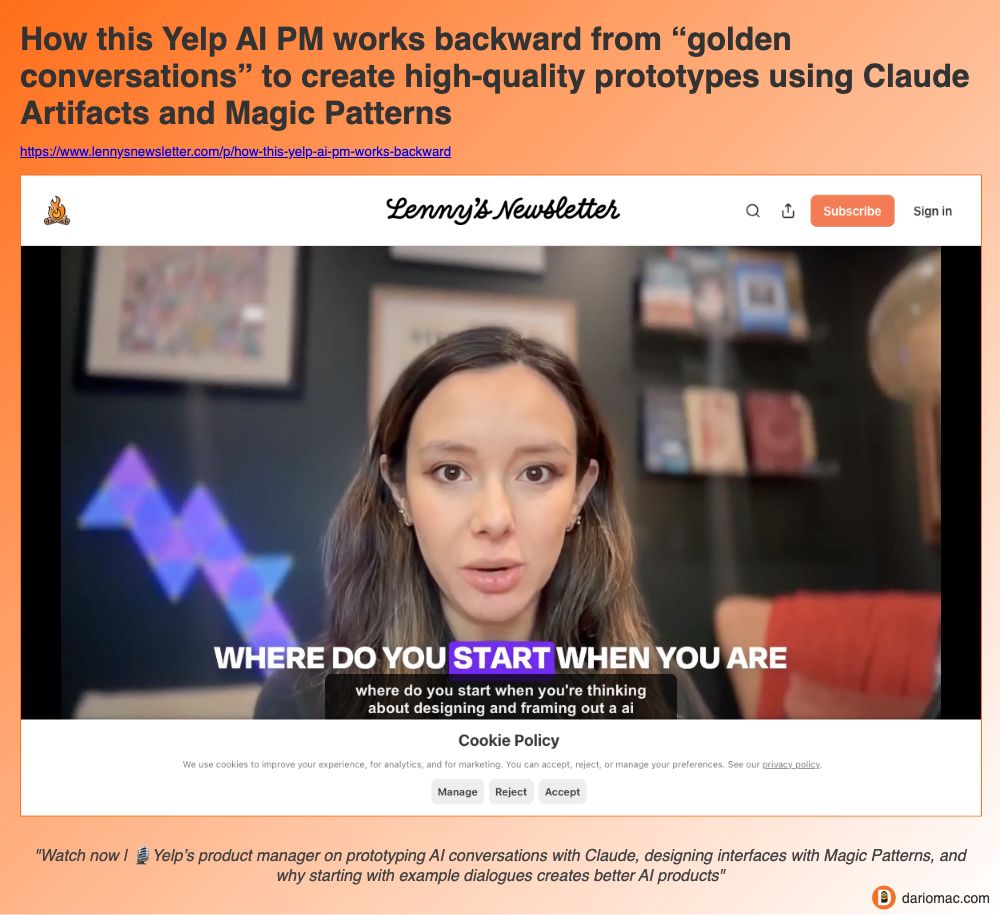 How this Yelp AI PM works backward from “golden
conversations” to create high-quality prototypes using Claude
Artifacts and Magic Patterns
https://www.lennysnewsletter.com/p/how-this-yelp-ai-pm-works-backward
Lenny's Newsletter
Subscribe
Sign in
WHERE DO YOU START WHEN YOU ARE
where do you start when you're thinking
about designing and framing out a ai
Cookie Policy
We use cookies to improve your experience, for analytics, and for marketing. You can accept, reject, or manage your preferences. See our privacy policy.
Manage
Reject
Accept
"Watch now | 🎙️ Yelp’s product manager on prototyping AI conversations with Claude, designing interfaces with Magic Patterns, and
why starting with example dialogues creates better AI products"
dariomac.com